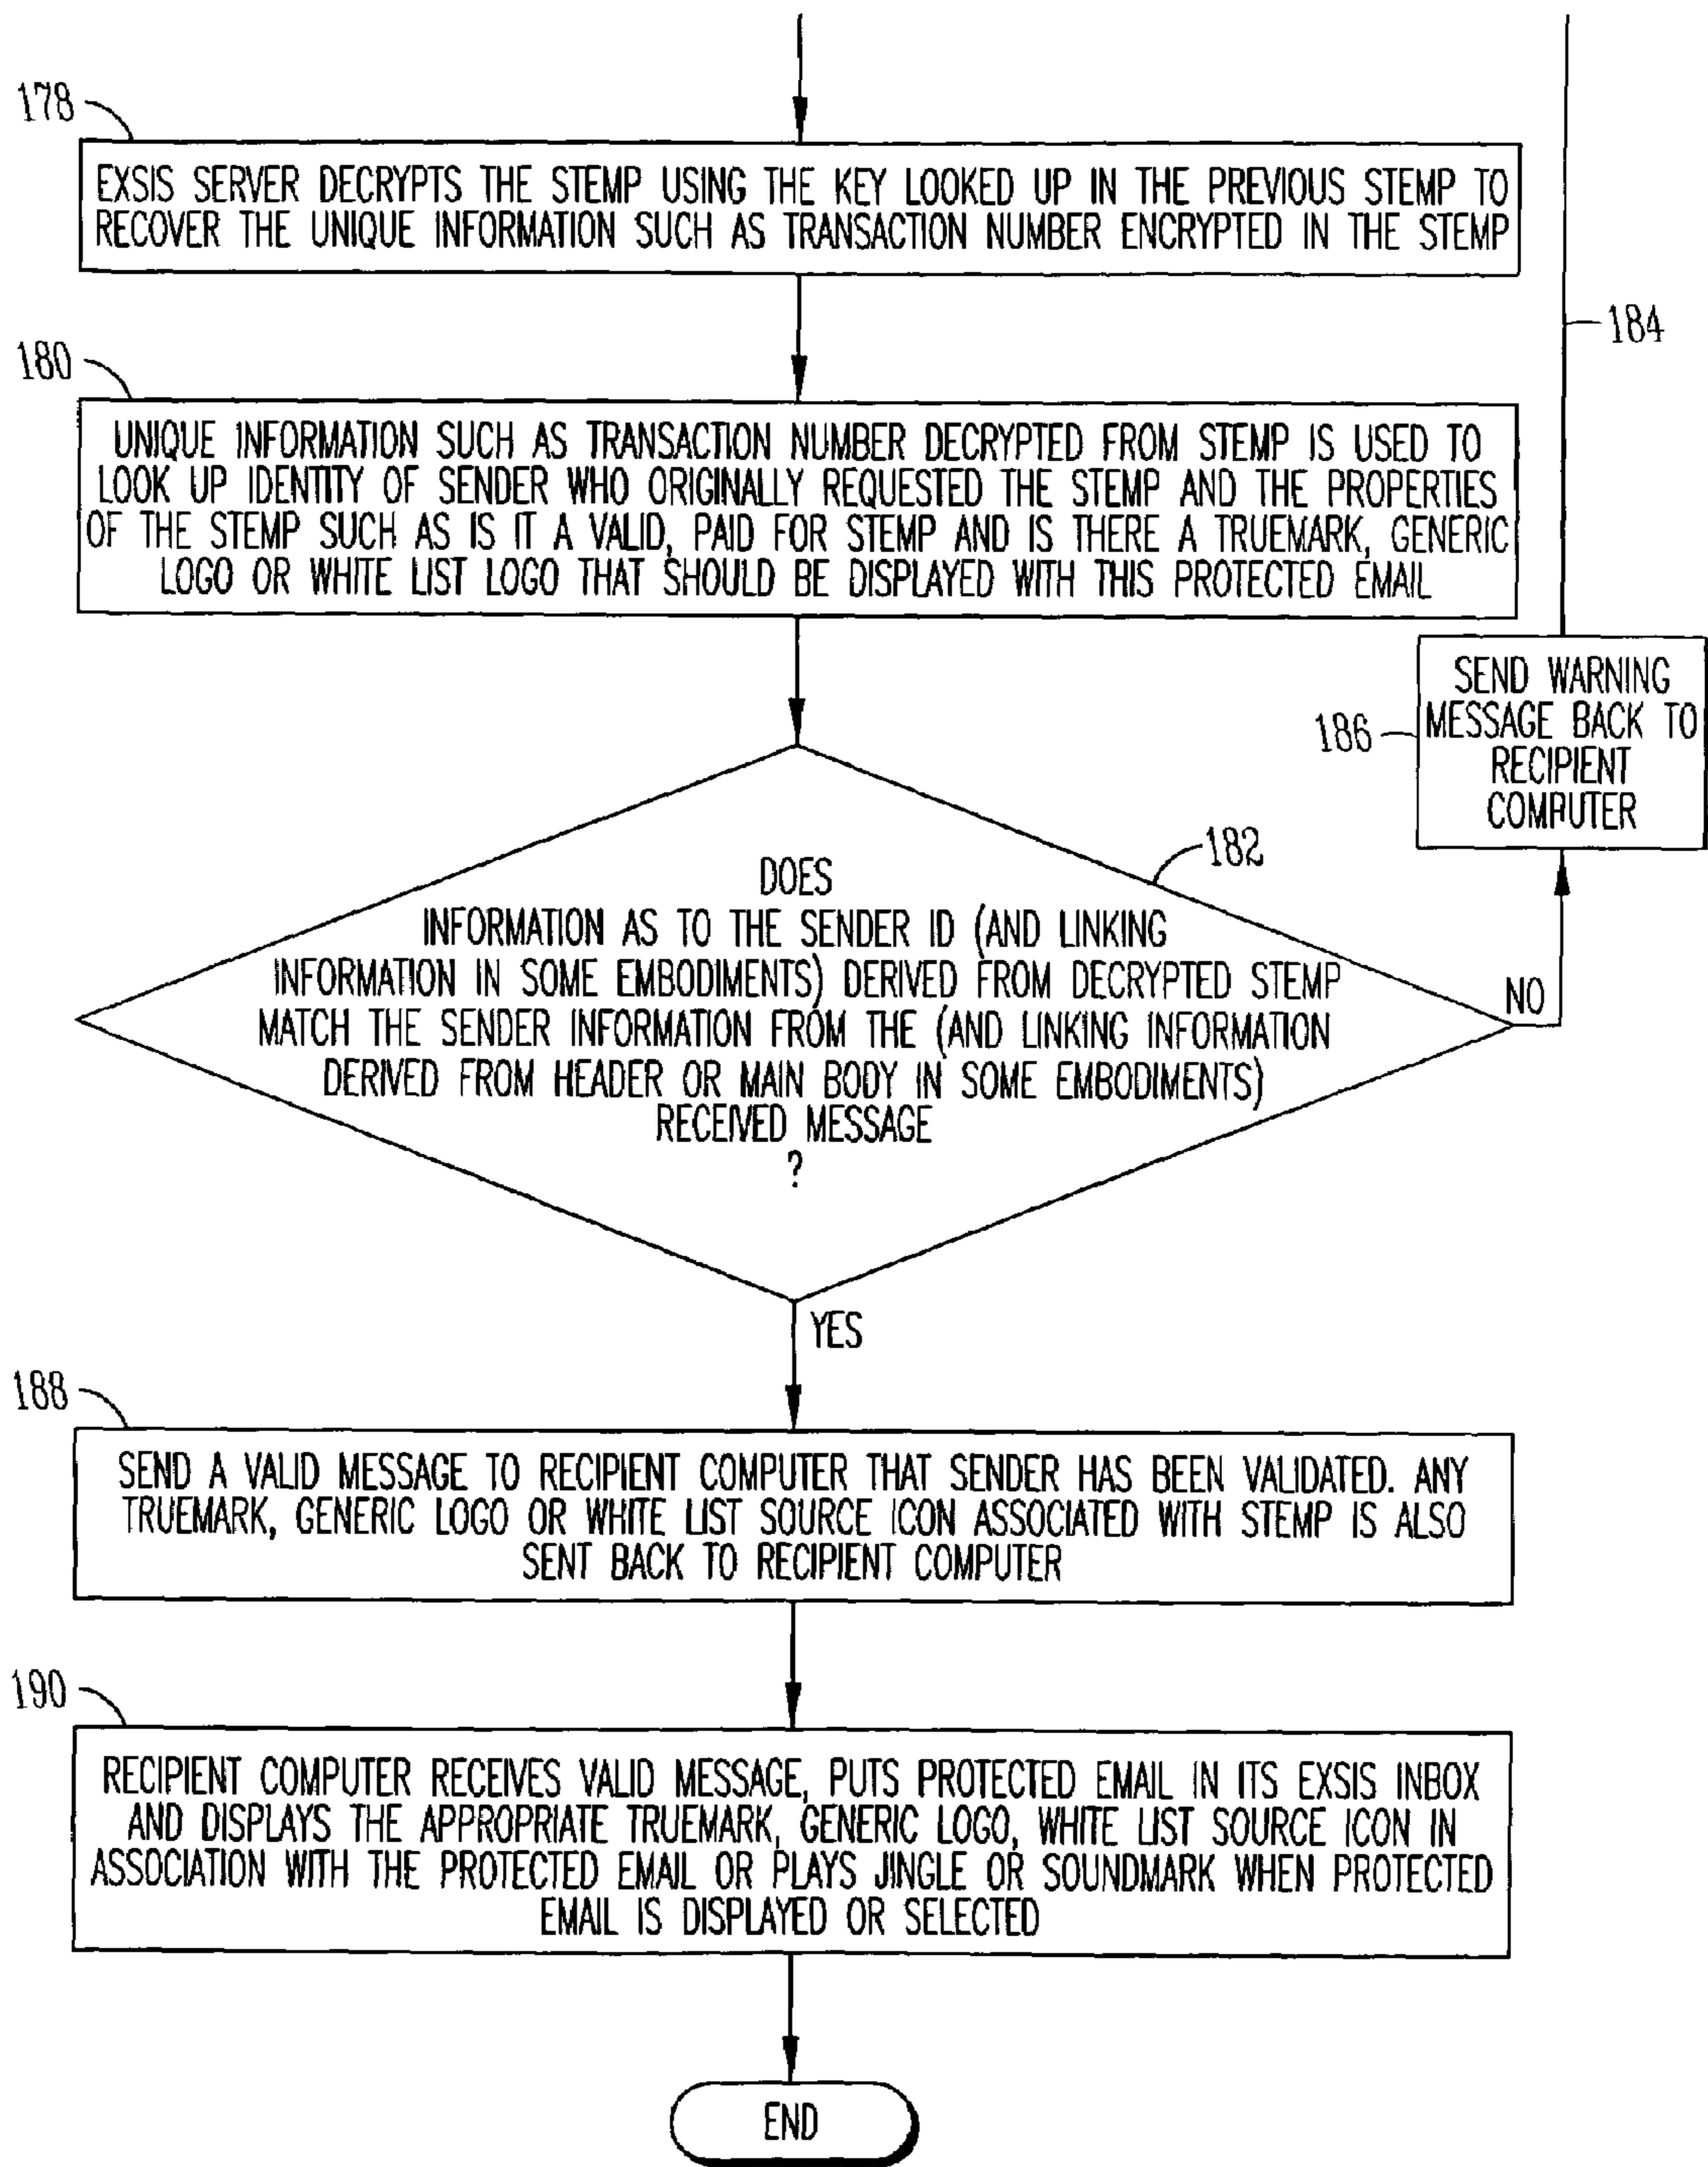 178
EXSIS SERVER DECRYPTS THE STEMP USING THE KEY LOOKED UP IN THE PREVIOUS STEMP TO
RECOVER THE UNIQUE INFORMATION SUCH AS TRANSACTION NUMBER ENCRYPTED IN THE STEMP
184
180
UNIQUE INFORMATION SUCH AS TRANSACTION NUMBER DECRYPTED FROM STEMP IS USED TO
LOOK UP IDENTITY OF SENDER WHO ORIGINALLY REQUESTED THE STEMP AND THE PROPERTIES
OF THE STEMP SUCH AS IS IT A VALID, PAID FOR STEMP AND IS THERE A TRUEMARK, GENERIC
LOGO OR WHITE LIST LOGO THAT SHOULD BE DISPLAYED WITH THIS PROTECTED EMAIL
186
SEND WARNING
MESSAGE BACK TO
RECIPIENT
COMPUTER
182
DOES
INFORMATION AS TO THE SENDER ID (AND LINKING
INFORMATION IN SOME EMBODIMENTS) DERIVED FROM DECRYPTED STEMP
MATCH THE SENDER INFORMATION FROM THE (AND LINKING INFORMATION
DERIVED FROM HEADER OR MAIN BODY IN SOME EMBODIMENTS)
RECEIVED MESSAGE
?
NO
YES
188
SEND A VALID MESSAGE TO RECIPIENT COMPUTER THAT SENDER HAS BEEN VALIDATED. ANY
TRUEMARK, GENERIC LOGO OR WHITE LIST SOURCE ICON ASSOCIATED WITH STEMP IS ALSO
SENT BACK TO RECIPIENT COMPUTER
190
RECIPIENT COMPUTER RECEIVES VALID MESSAGE, PUTS PROTECTED EMAIL IN ITS EXSIS INBOX
AND DISPLAYS THE APPROPRIATE TRUEMARK, GENERIC LOGO, WHITE LIST SOURCE ICON IN
ASSOCIATION WITH THE PROTECTED EMAIL OR PLAYS JINGLE OR SOUNDMARK WHEN PROTECTED
EMAIL IS DISPLAYED OR SELECTED
END